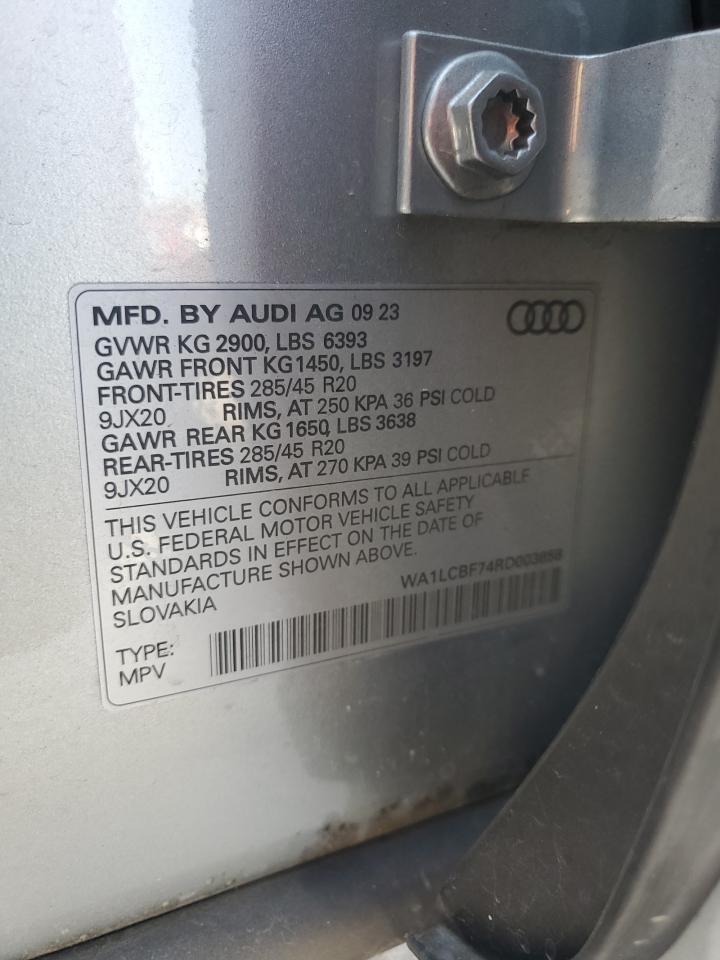 MFD. BY AUDI AG 09 23
GVWR KG 2900, LBS 6393
GAWR FRONT KG1450, LBS 3197
FRONT-TIRES 285/45 R20
9JX20 RIMS, AT 250 KPA 36 PSI COLD
GAWR REAR KG 1650, LBS 3638
REAR-TIRES 285/45 R20
9JX20 RIMS, AT 270 KPA 39 PSI COLD
THIS VEHICLE CONFORMS TO ALL APPLICABLE
U.S. FEDERAL MOTOR VEHICLE SAFETY
STANDARDS IN EFFECT ON THE DATE OF
MANUFACTURE SHOWN ABOVE.
SLOVAKIA
WA1LCBF74RD003858
TYPE:
MPV